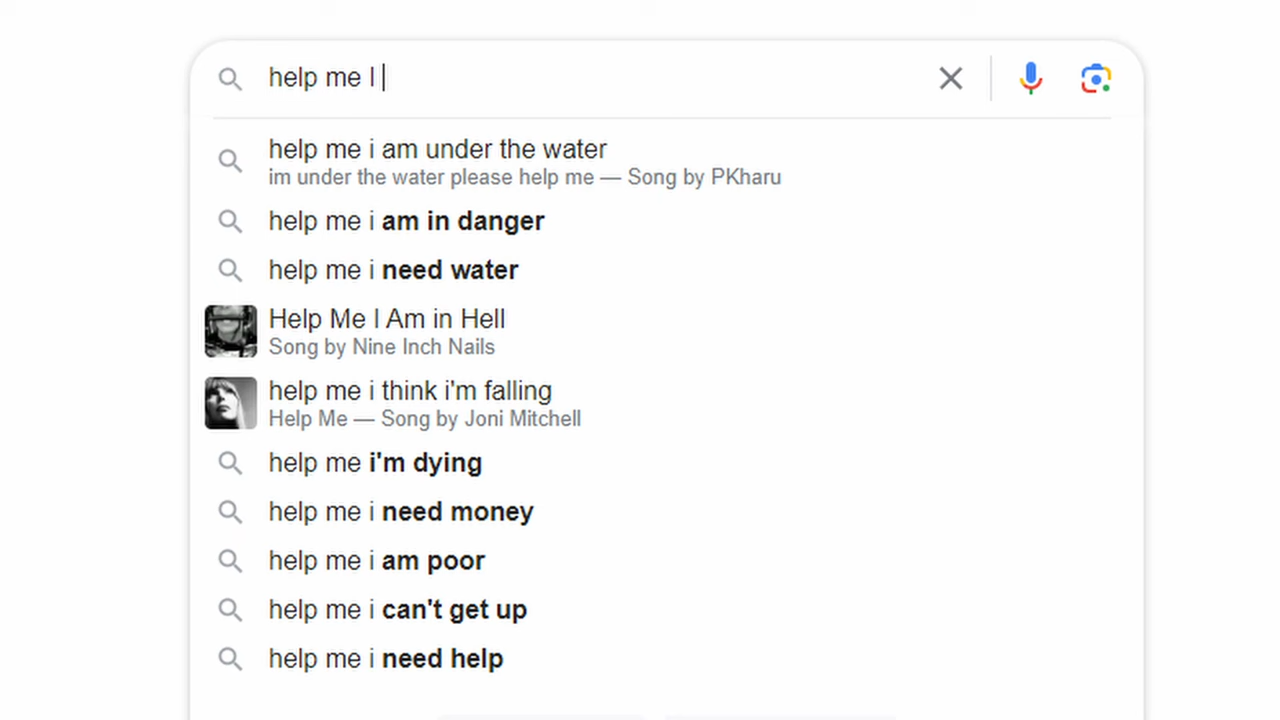 help me I
help me i am under the water
im under the water please help me — Song by PKharu
help me i am in danger
help me i need water
Help Me I Am in Hell
Song by Nine Inch Nails
help me i think i'm falling
Help Me — Song by Joni Mitchell
help me i'm dying
help me i need money
help me i am poor
help me i can't get up
help me i need help